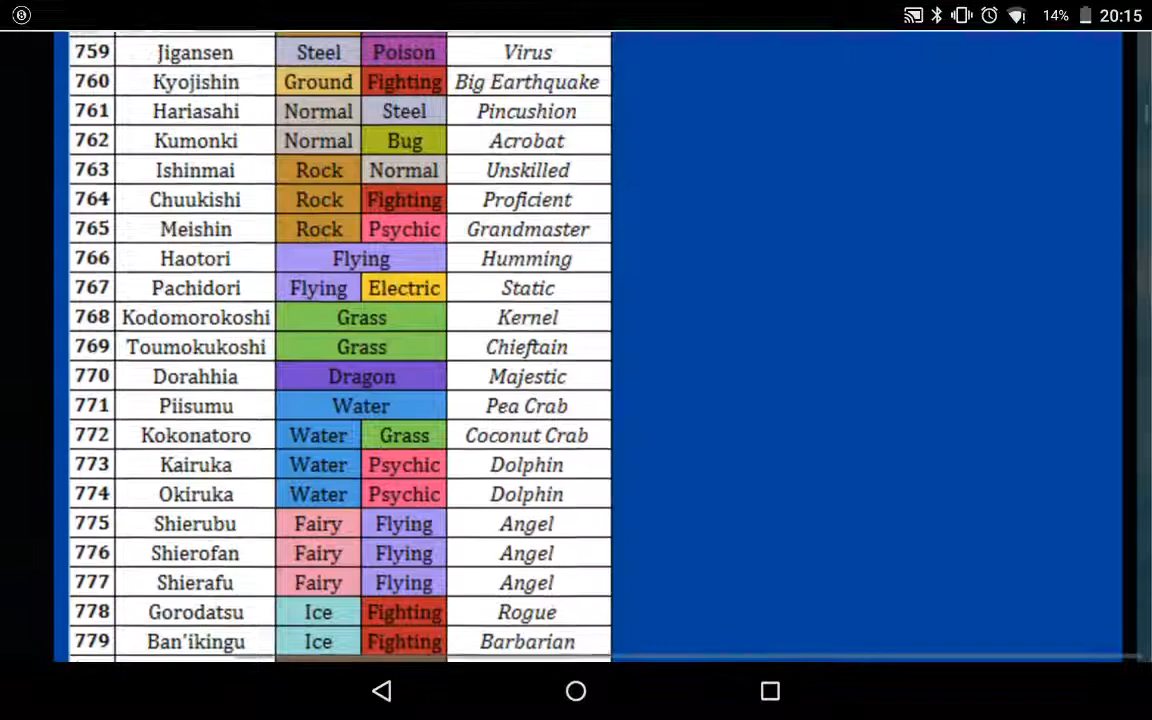 14% 20:15
759 Jigansen Steel Poison Virus
760 Kyojishin Ground Fighting Big Earthquake
761 Hariasahi Normal Steel Pincushion
762 Kumonki Normal Bug Acrobat
763 Ishinmai Rock Normal Unskilled
764 Chuukishi Rock Fighting Proficient
765 Meishin Rock Psychic Grandmaster
766 Haotori Flying Humming
767 Pachidori Flying Electric Static
768 Kodomorokoshi Grass Kernel
769 Toumokukoshi Grass Chieftain
770 Dorahhia Dragon Majestic
771 Piisumu Water Pea Crab
772 Kokonatoro Water Grass Coconut Crab
773 Kairuka Water Psychic Dolphin
774 Okiruka Water Psychic Dolphin
775 Shierubu Fairy Flying Angel
776 Shierofan Fairy Flying Angel
777 Shierafu Fairy Flying Angel
778 Gorodatsu Ice Fighting Rogue
779 Ban'ikingu Ice Fighting Barbarian